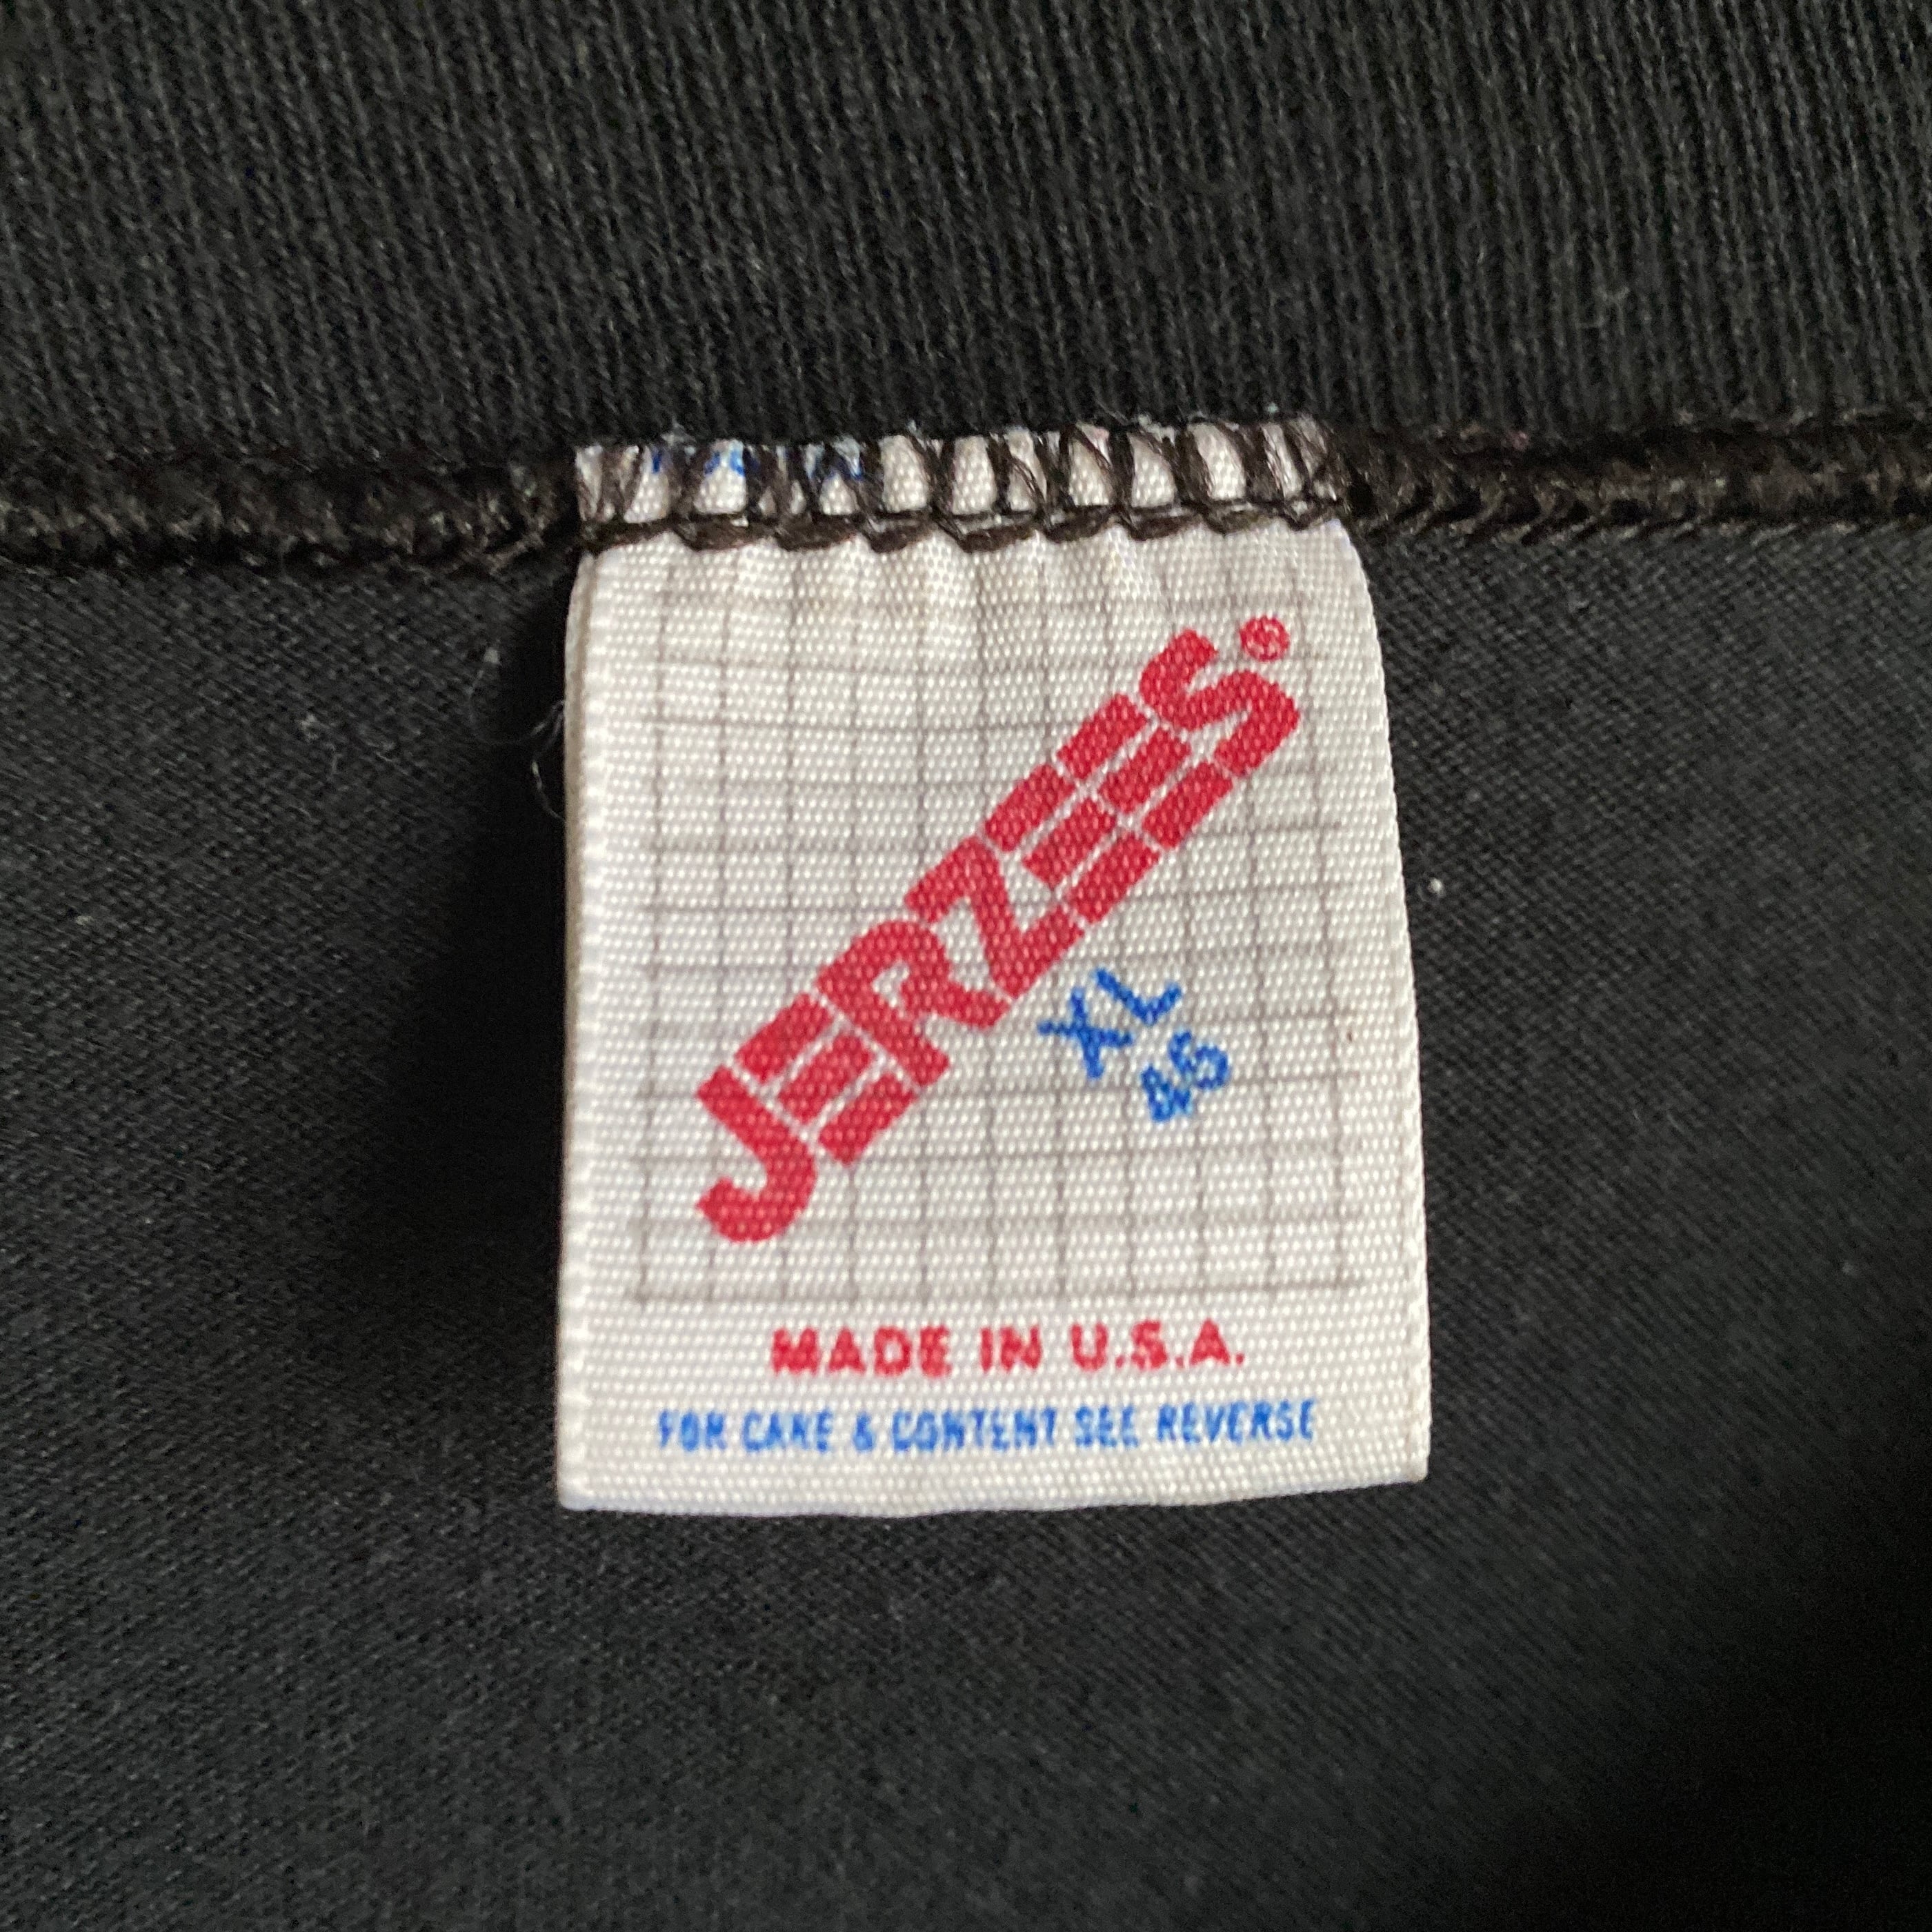 JERZEES®
XL
46
MADE IN U.S.A.
FOR CARE & CONTENT SEE REVERSE